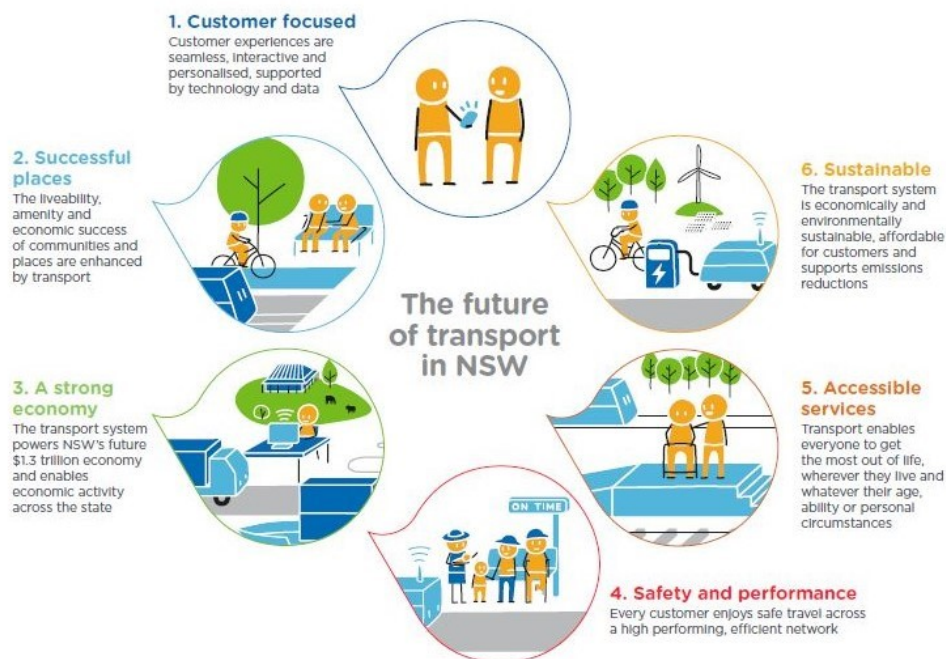 1. Customer focused
Customer experiences are
seamless, interactive and
personalised, supported
by technology and data
2. Successful
places
The liveability,
amenity and
economic success
of communities and
places are enhanced
by transport
3. A strong
economy
The transport system
powers NSW's future
$1.3 trillion economy
and enables
economic activity
across the state
The future
of transport
in NSW
ON TIME
4. Safety and performance
Every customer enjoys safe travel across
a high performing, efficient network
5. Accessible
services
Transport enables
everyone to get
the most out of life,
wherever they live and
whatever their age,
ability or personal
circumstances
6. Sustainable
The transport system
is economically and
environmentally
sustainable, affordable
for customers and
supports emissions
reductions